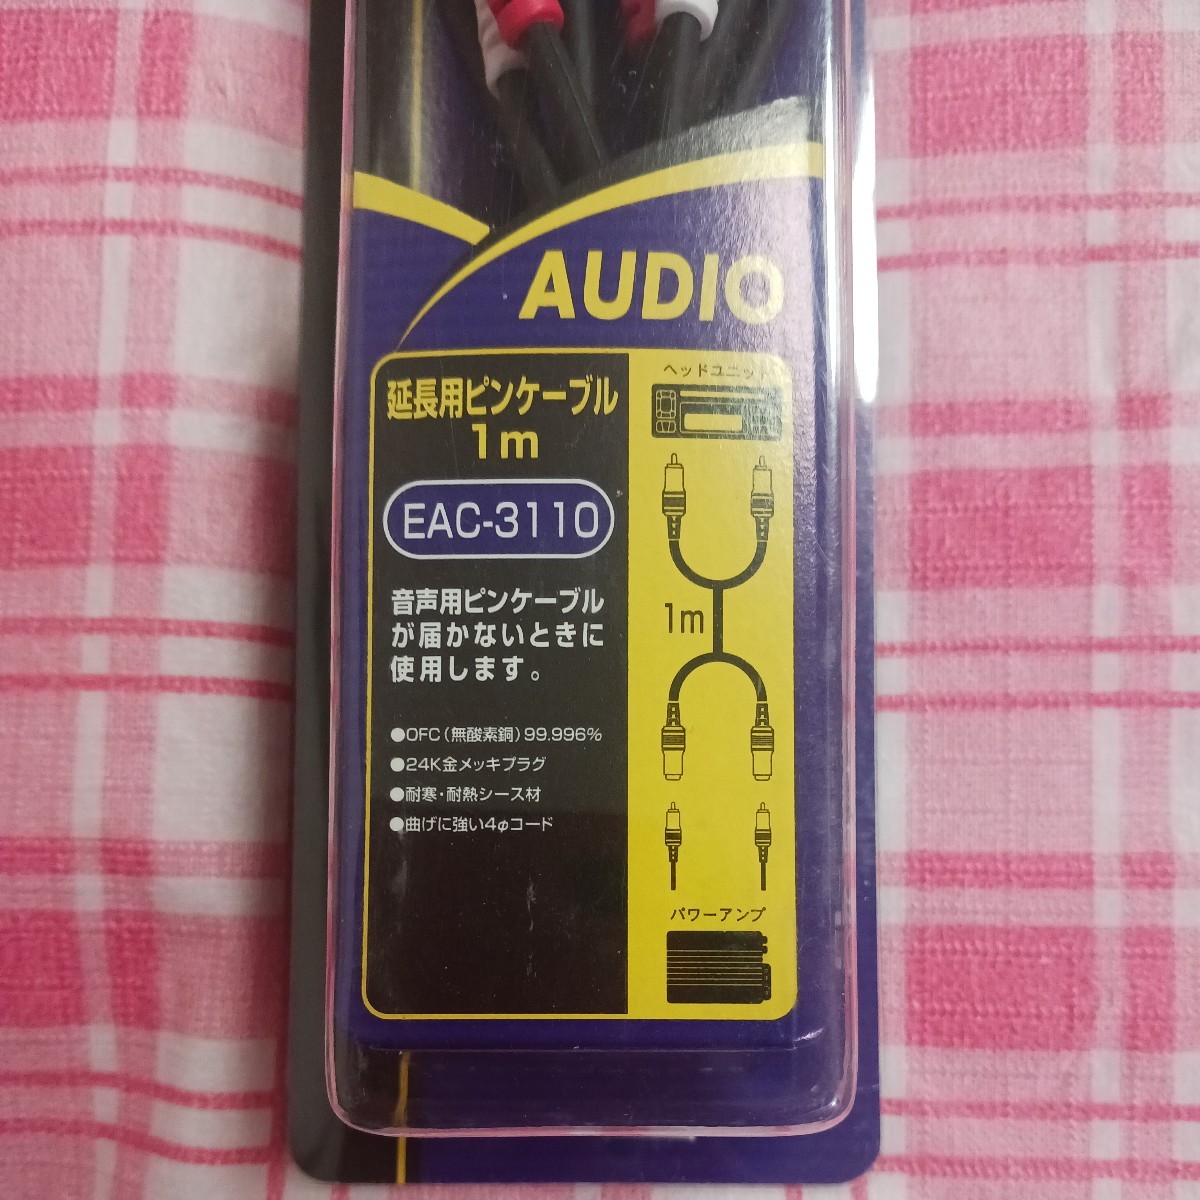 AUDIO
延長用ピンケーブル
1m
EAC-3110
音声用ピンケーブル
が届かないときに
使用します。
●OFC（無酸素銅）99.996%
●24K金メッキプラグ
●耐寒・耐熱シース材
●曲げに強い4φコード
ヘッドユニット
1m
パワーアンプ